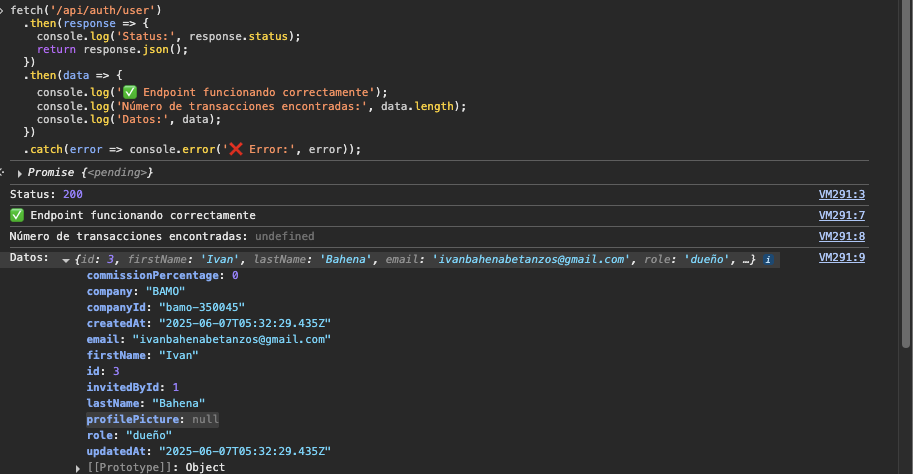 fetch('/api/auth/user')
  .then(response => {
    console.log('Status:', response.status);
    return response.json();
  })
  .then(data => {
    console.log('✅ Endpoint funcionando correctamente');
    console.log('Número de transacciones encontradas:', data.length);
    console.log('Datos:', data);
  })
  .catch(error => console.error('❌ Error:', error));
▶ Promise {<pending>}
Status: 200 VM291:3
✅ Endpoint funcionando correctamente VM291:7
Número de transacciones encontradas: undefined VM291:8
Datos: ▼ {id: 3, firstName: 'Ivan', lastName: 'Bahena', email: 'ivanbahenabetanzos@gmail.com', role: 'dueño', …} i VM291:9
commissionPercentage: 0
company: "BAMO"
companyId: "bamo-350045"
createdAt: "2025-06-07T05:32:29.435Z"
email: "ivanbahenabetanzos@gmail.com"
firstName: "Ivan"
id: 3
invitedById: 1
lastName: "Bahena"
profilePicture: null
role: "dueño"
updatedAt: "2025-06-07T05:32:29.435Z"
▶ [[Prototype]]: Object